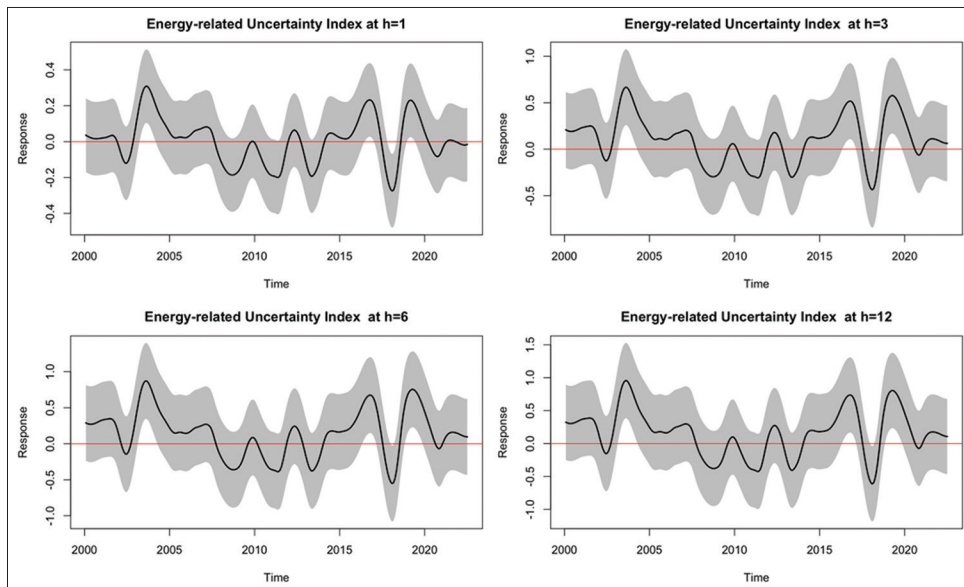 Energy-related Uncertainty Index at h=1
Response
0.4
0.2
0.0
-0.2
-0.4
2000 2005 2010 2015 2020
Time
Energy-related Uncertainty Index at h=3
Response
1.0
0.5
0.0
-0.5
2000 2005 2010 2015 2020
Time
Energy-related Uncertainty Index at h=6
Response
1.0
0.5
0.0
-0.5
-1.0
2000 2005 2010 2015 2020
Time
Energy-related Uncertainty Index at h=12
Response
1.5
1.0
0.5
0.0
-0.5
-1.0
2000 2005 2010 2015 2020
Time